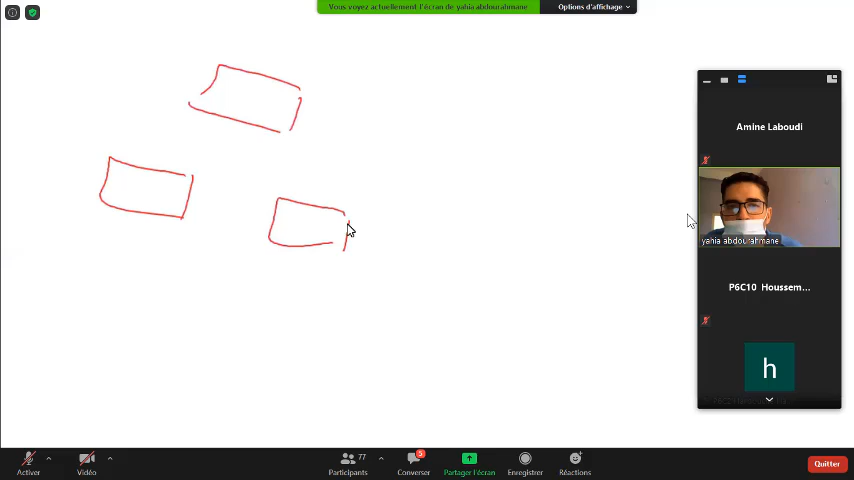 Vous voyez actuellement l'écran de yahia abdourahmane
Options d'affichage
Amine Laboudi
yahia abdourahmane
P6C10 Houssem...
h
Activer
Vidéo
77
Participants
5
Converser
Partager l'écran
Enregistrer
Réactions
Quitter